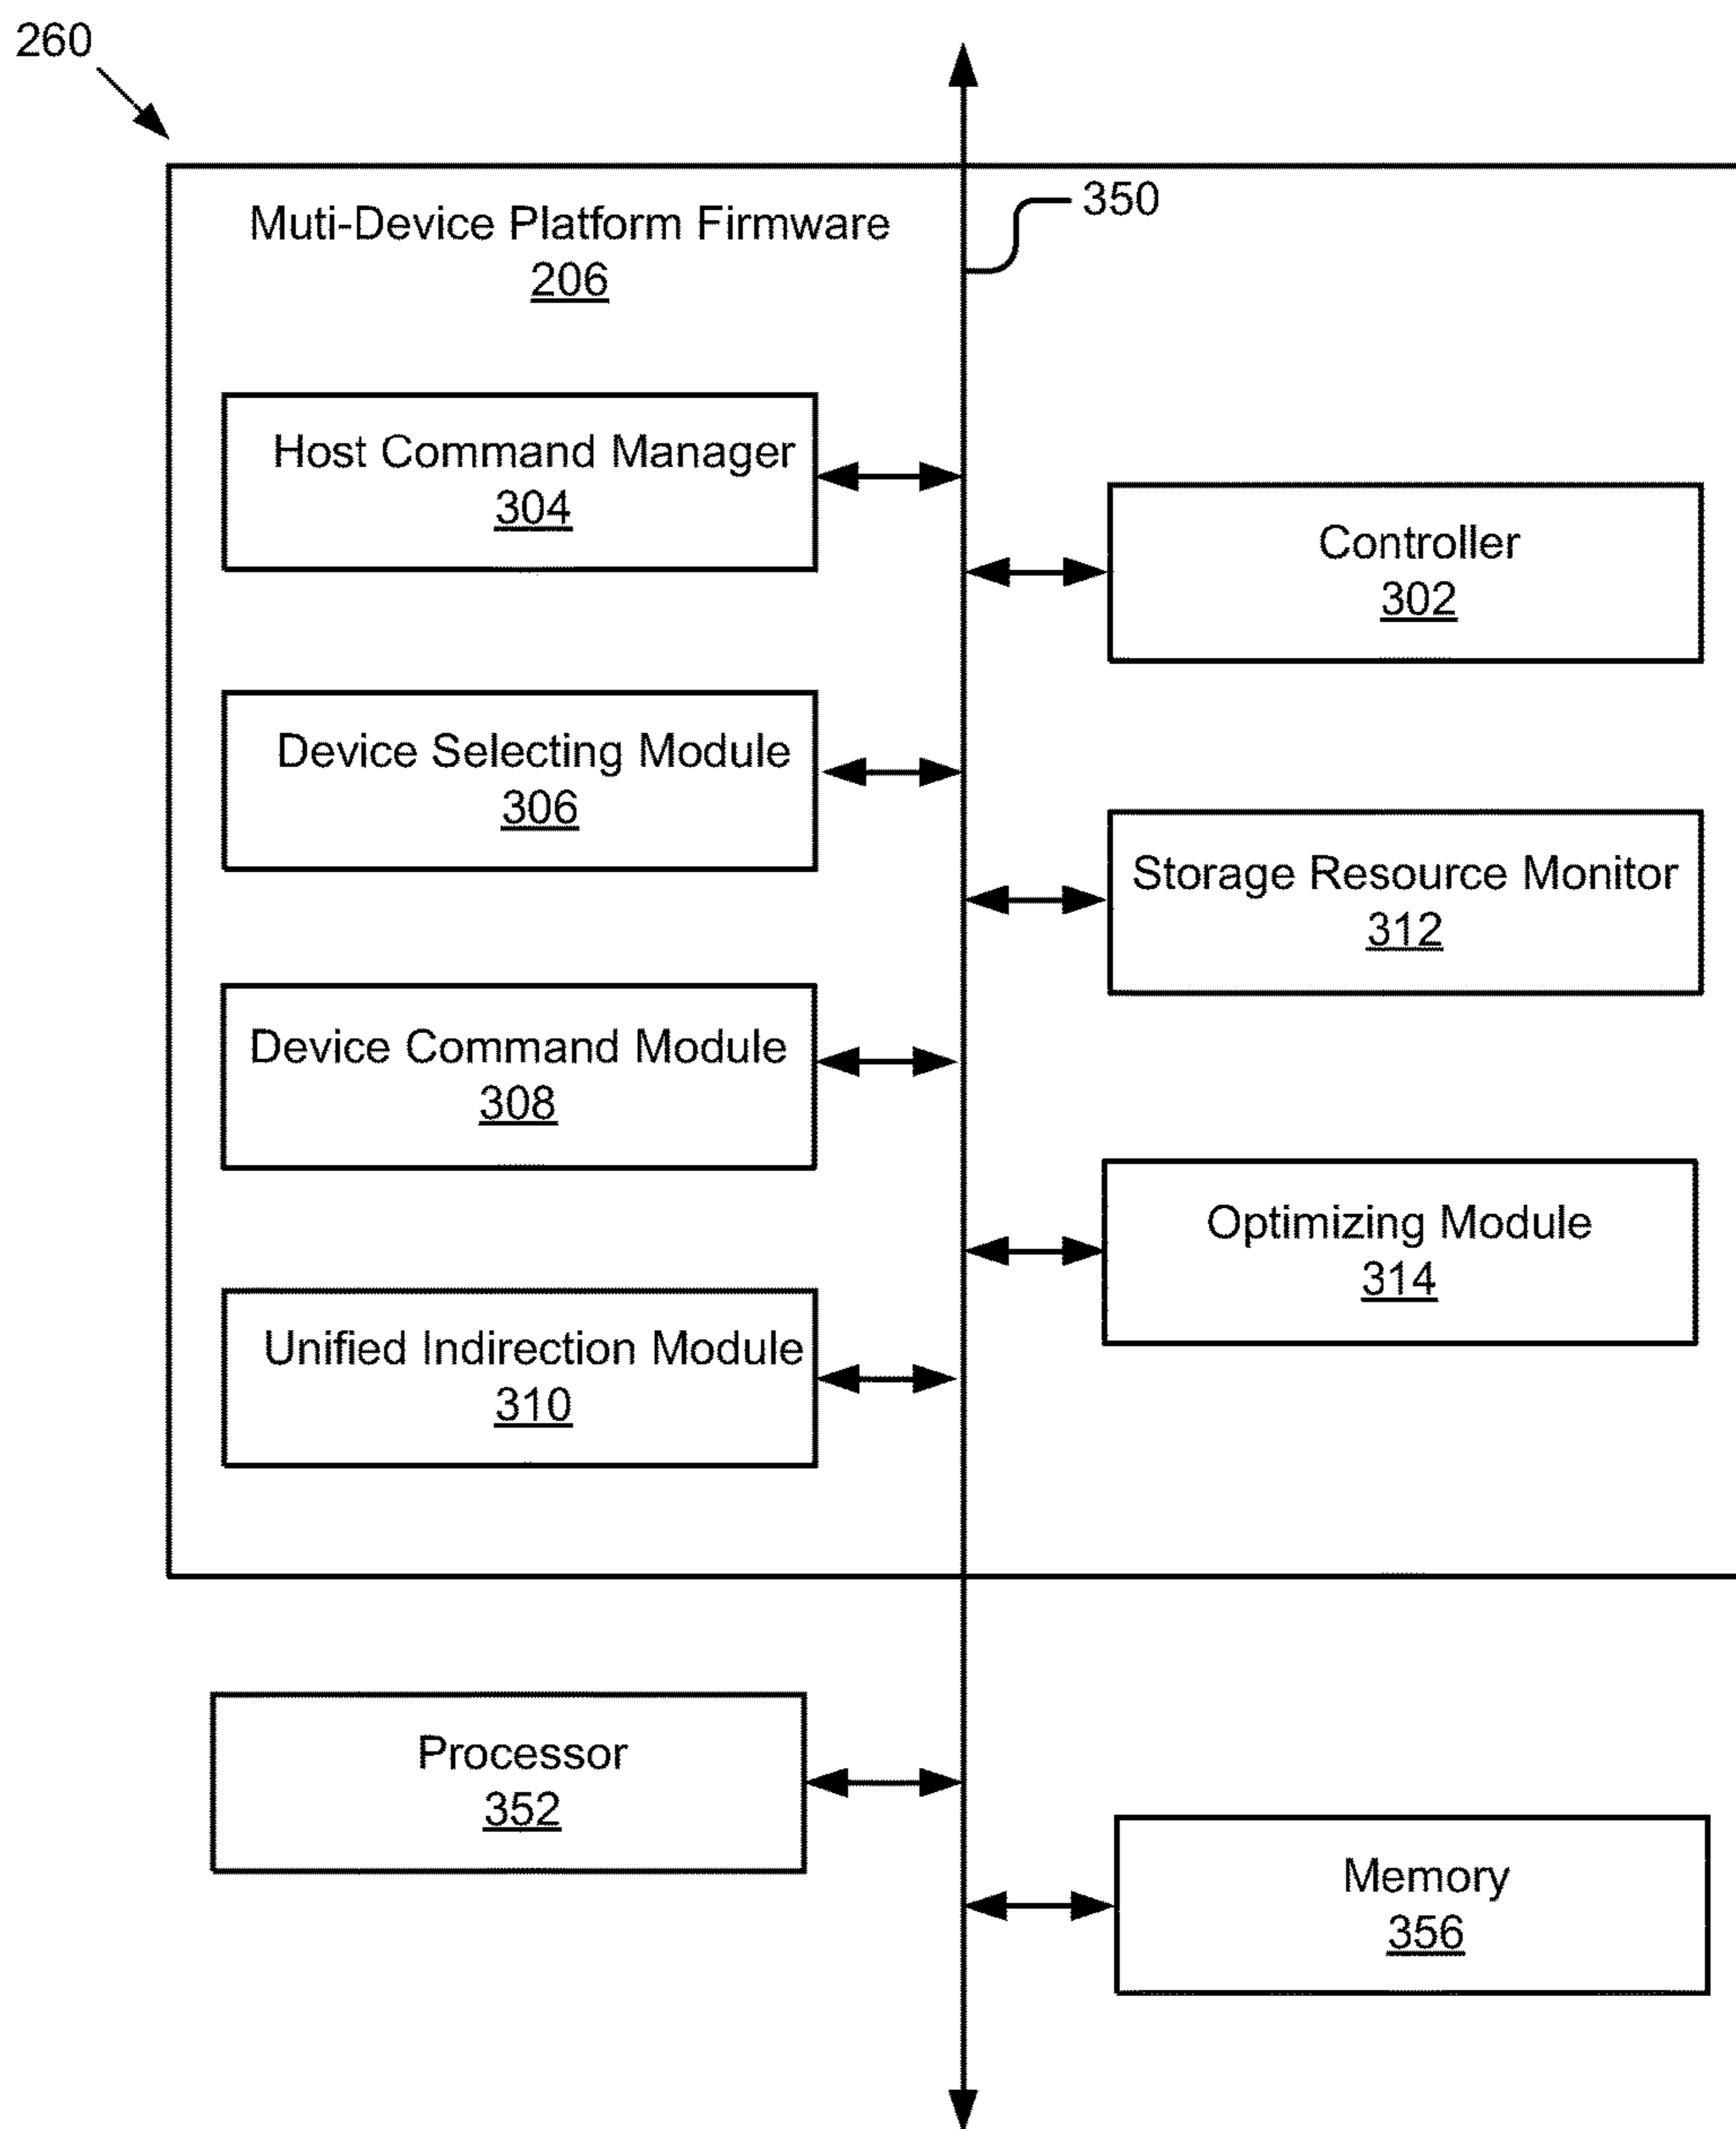 260
350
Muti-Device Platform Firmware
206
Host Command Manager
304
Controller
302
Device Selecting Module
306
Storage Resource Monitor
312
Device Command Module
308
Optimizing Module
314
Unified Indirection Module
310
Processor
352
Memory
356